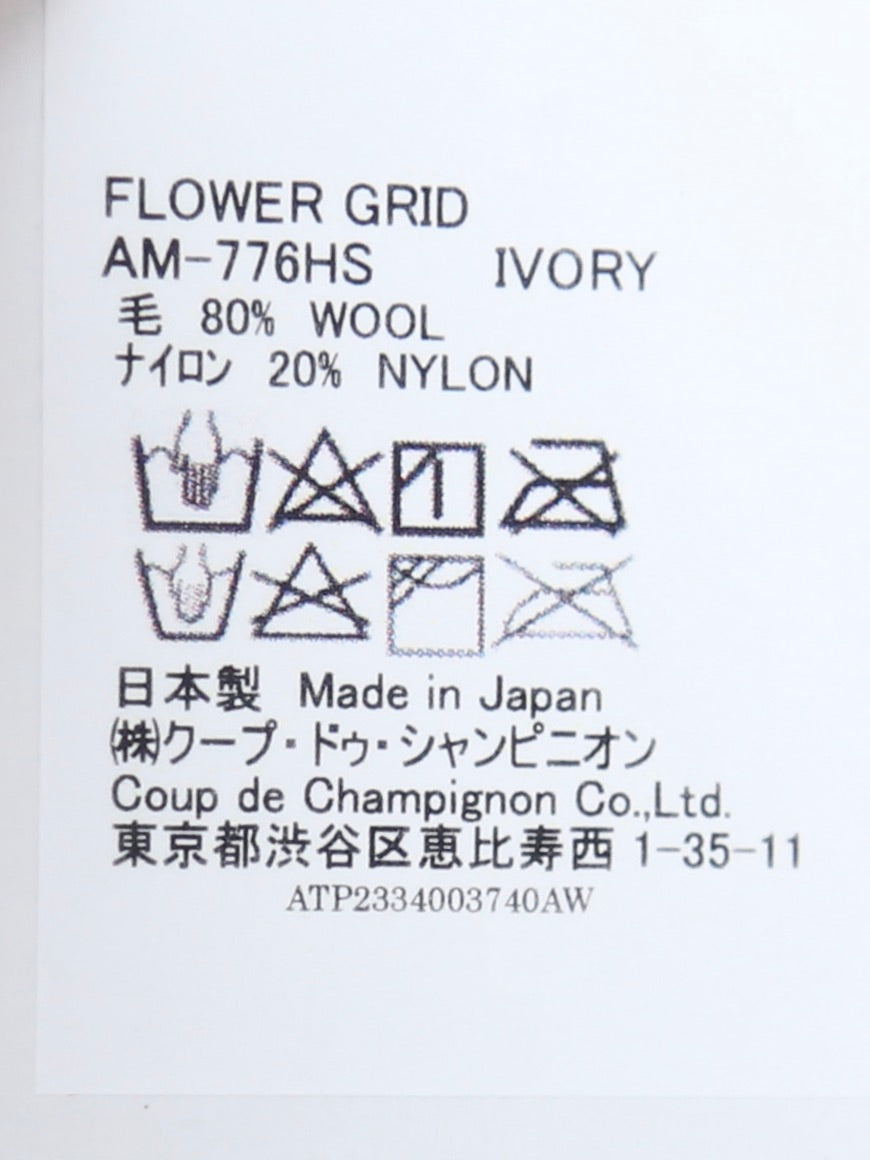 FLOWER GRID
AM-776HS IVORY
毛 80% WOOL
ナイロン 20% NYLON
日本製 Made in Japan
㈱クープ・ドゥ・シャンピニオン
Coup de Champignon Co.,Ltd.
東京都渋谷区恵比寿西 1-35-11
ATP2334003740AW